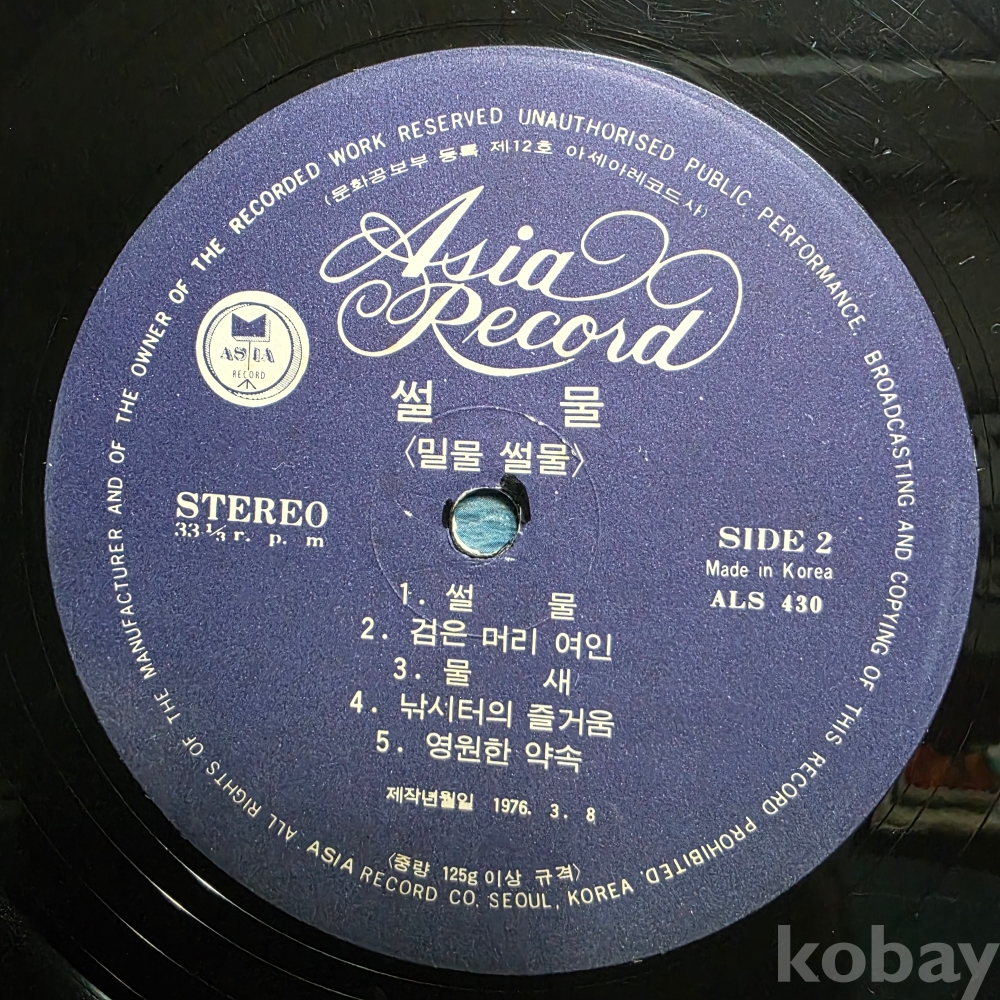 ALL RIGHTS OF THE MANUFACTURER AND OF THE OWNER OF THE RECORDED WORK RESERVED UNAUTHORISED PUBLIC PERFORMANCE BROADCASTING AND COPYING OF THIS RECORD PROHIBITED.
(문화공보부 등록 제12호 아세아레코드사)
Asia
Record
ASIA
RECORD
썰 물
〈밀물 썰물〉
STEREO
33⅓ r. p. m
SIDE 2
Made in Korea
ALS 430
1. 썰 물
2. 검은 머리 여인
3. 물 새
4. 낚시터의 즐거움
5. 영원한 약속
제작년월일 1976. 3. 8
〈중량 125g 이상 규격〉
ASIA RECORD CO. SEOUL, KOREA
kobay